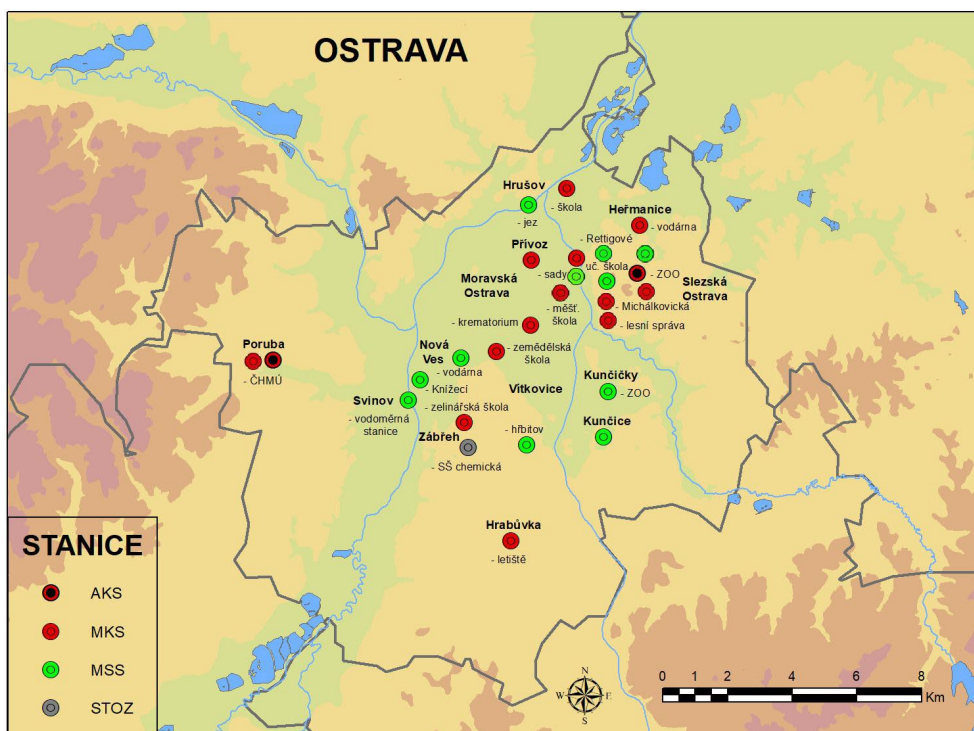 OSTRAVA
Hrušov
- škola
- jez
Heřmanice
- vodárna
- Rettigové
Přívoz
- sady
uč. škola
- ZOO
Moravská
Ostrava
Slezská
Ostrava
- měšť.
škola
- Michálkovická
- krematorium
- lesní správa
Poruba
- ČHMÚ
Nová
Ves
- vodárna
- zemědělská
škola
- Knížecí
Vítkovice
Kunčičky
- ZOO
Svinov
- vodoměrná
stanice
- zelinářská škola
Zábřeh
- SŠ chemická
- hřbitov
Kunčice
Hrabůvka
- letiště
STANICE
AKS
MKS
MSS
STOZ
N
W
E
S
0 2 4 6 8
Km